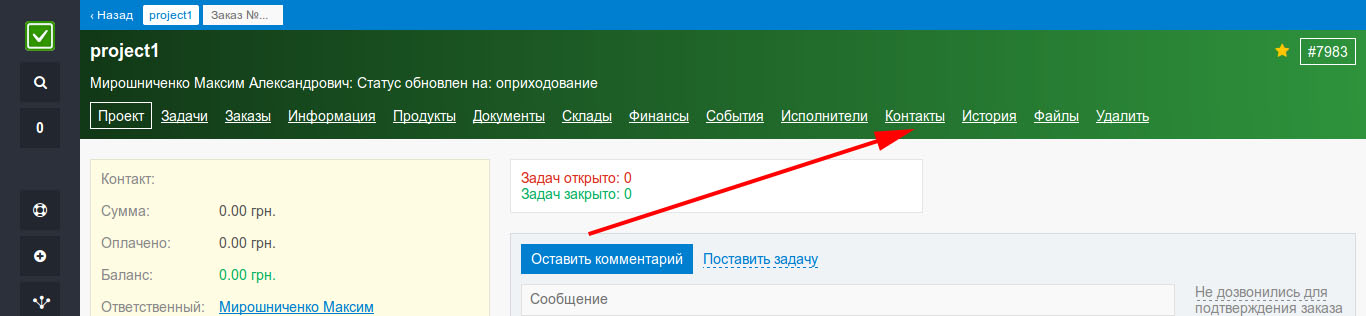 ‹ Назад project1 Заказ №...
project1
#7983
Мирошниченко Максим Александрович: Статус обновлен на: оприходование
Проект Задачи Заказы Информация Продукты Документы Склады Финансы События Исполнители Контакты История Файлы Удалить
0
Контакт:
Сумма: 0.00 грн.
Оплачено: 0.00 грн.
Баланс: 0.00 грн.
Ответственный: Мирошниченко Максим
Задач открыто: 0
Задач закрыто: 0
Оставить комментарий Поставить задачу
Сообщение
Не дозвонились для
подтверждения заказа